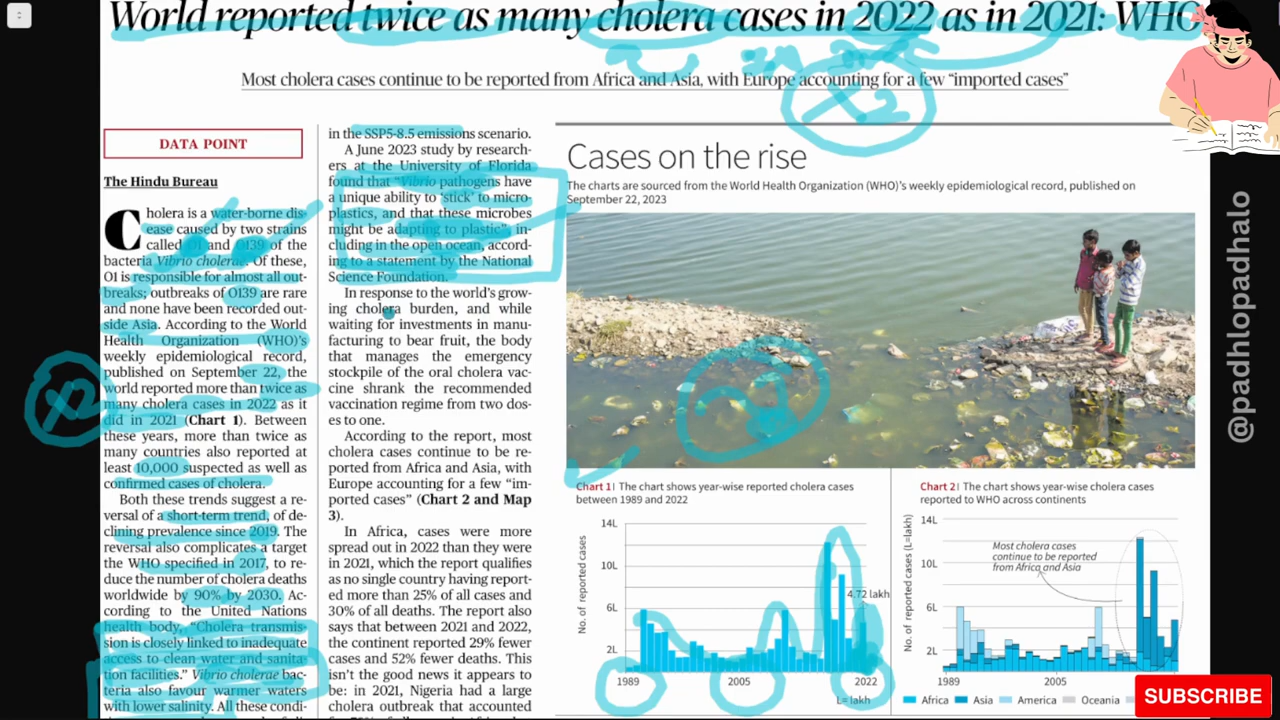 World reported twice as many cholera cases in 2022 as in 2021: WHO
Most cholera cases continue to be reported from Africa and Asia, with Europe accounting for a few “imported cases”
DATA POINT
The Hindu Bureau
Cholera is a water-borne dis-
ease caused by two strains
called O1 and O139 of the
bacteria Vibrio cholerae. Of these,
O1 is responsible for almost all out-
breaks; outbreaks of O139 are rare
and none have been recorded out-
side Asia. According to the World
Health Organization (WHO)’s
weekly epidemiological record,
published on September 22, the
world reported more than twice as
many cholera cases in 2022 as it
did in 2021 (Chart 1). Between
these years, more than twice as
many countries also reported at
least 10,000 suspected as well as
confirmed cases of cholera.
Both these trends suggest a re-
versal of a short-term trend, of de-
clining prevalence since 2019. The
reversal also complicates a target
the WHO specified in 2017, to re-
duce the number of cholera deaths
worldwide by 90% by 2030. Ac-
cording to the United Nations
health body, “Cholera transmis-
sion is closely linked to inadequate
access to clean water and sanita-
tion facilities.” Vibrio cholerae bac-
teria also favour warmer waters
with lower salinity. All these condi-
in the SSP5-8.5 emissions scenario.
A June 2023 study by research-
ers at the University of Florida
found that “Vibrio pathogens have
a unique ability to ‘stick’ to micro-
plastics, and that these microbes
might be adapting to plastic”, in-
cluding in the open ocean, accord-
ing to a statement by the National
Science Foundation.
In response to the world’s grow-
ing cholera burden, and while
waiting for investments in manu-
facturing to bear fruit, the body
that manages the emergency
stockpile of the oral cholera vac-
cine shrank the recommended
vaccination regime from two dos-
es to one.
According to the report, most
cholera cases continue to be re-
ported from Africa and Asia, with
Europe accounting for a few “im-
ported cases” (Chart 2 and Map
3).
In Africa, cases were more
spread out in 2022 than they were
in 2021, which the report qualifies
as no single country having report-
ed more than 25% of all cases and
30% of all deaths. The report also
says that between 2021 and 2022,
the continent reported 29% fewer
cases and 52% fewer deaths. This
isn’t the good news it appears to
be: in 2021, Nigeria had a large
cholera outbreak that accounted
Cases on the rise
The charts are sourced from the World Health Organization (WHO)’s weekly epidemiological record, published on
September 22, 2023
Chart 1| The chart shows year-wise reported cholera cases
between 1989 and 2022
No. of reported cases
14L
10L
6L
2L
4.72 lakh
1989
2005
2022
L= lakh
Chart 2| The chart shows year-wise cholera cases
reported to WHO across continents
No. of reported cases (L=lakh)
14L
10L
6L
2L
Most cholera cases
continue to be reported
from Africa and Asia
1989
2005
Africa
Asia
America
Oceania
@padhlopadhalo
SUBSCRIBE
x2